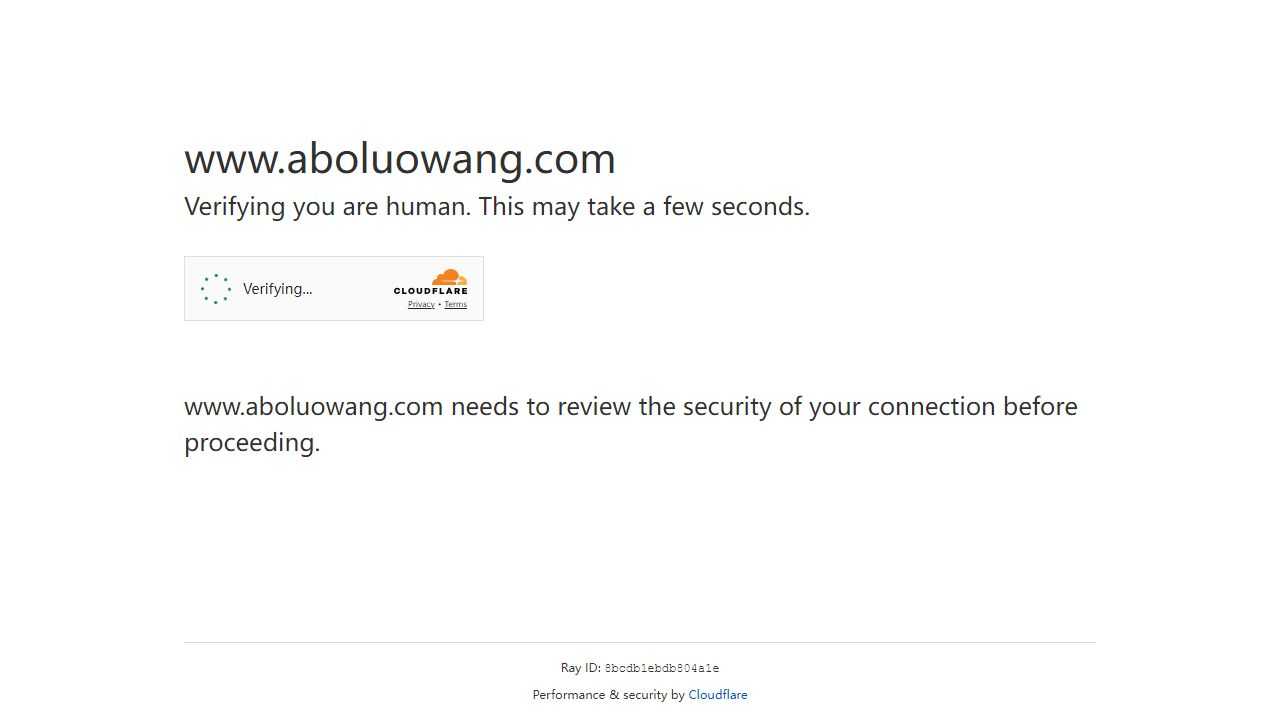 www.aboluowang.com
Verifying you are human. This may take a few seconds.
Verifying...
CLOUDFLARE
Privacy • Terms
www.aboluowang.com needs to review the security of your connection before
proceeding.
Ray ID: 8bcdb1ebdb804a1e
Performance & security by Cloudflare